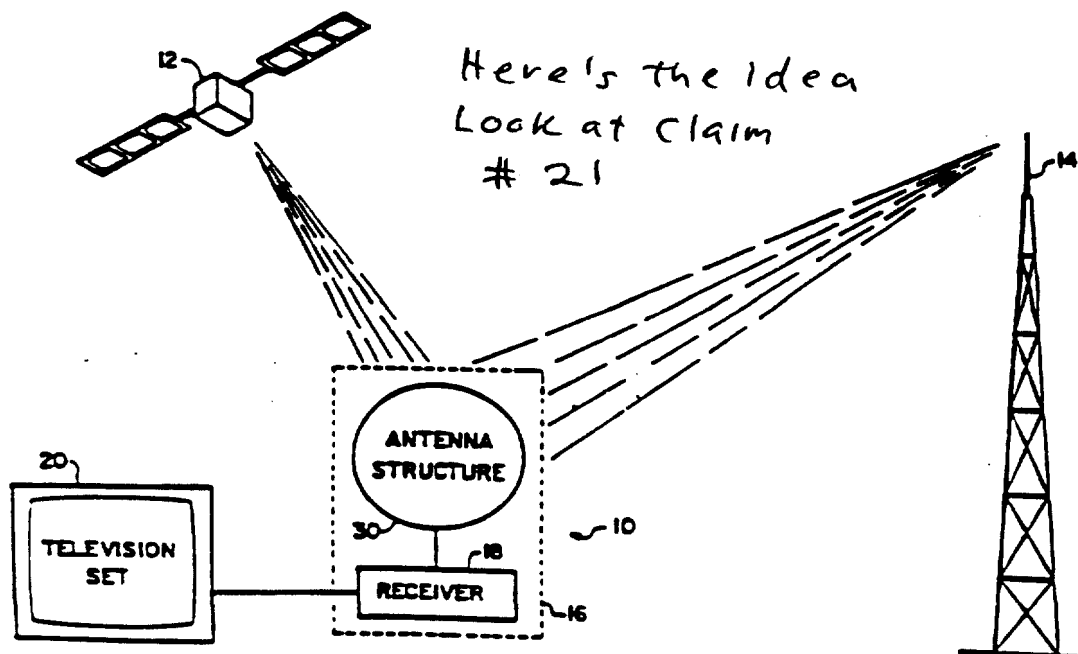 12
Here's the idea
Look at Claim
# 21
14
ANTENNA
STRUCTURE
20
30
10
TELEVISION
SET
18
RECEIVER
16